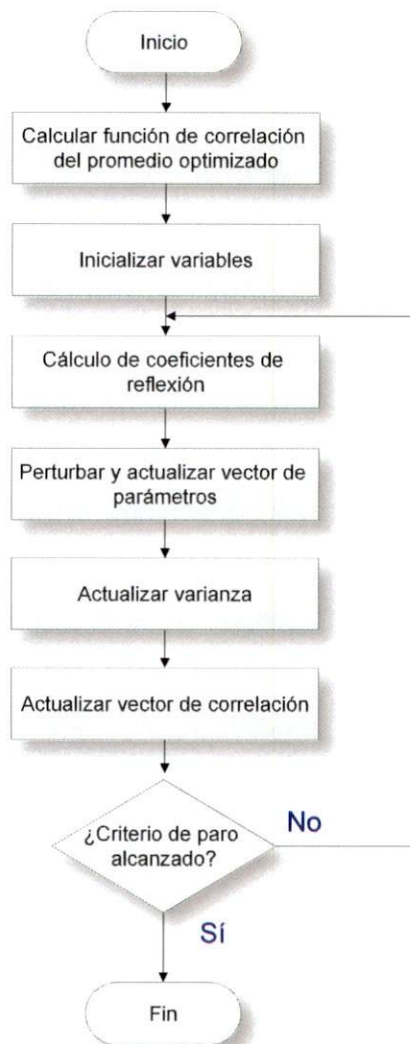 Inicio
Calcular función de correlación
del promedio optimizado
Inicializar variables
Cálculo de coeficientes de
reflexión
Perturbar y actualizar vector de
parámetros
Actualizar varianza
Actualizar vector de correlación
¿Criterio de paro
alcanzado?
No
Sí
Fin